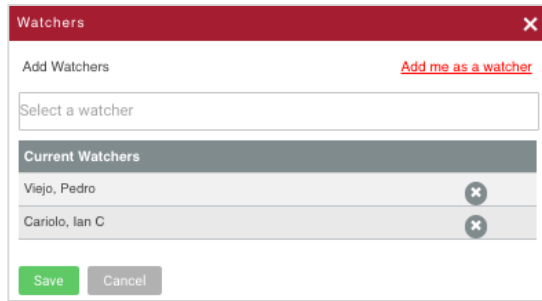 Watchers
Add Watchers Add me as a watcher
Select a watcher
Current Watchers
Viejo, Pedro
Cariolo, Ian C
Save Cancel